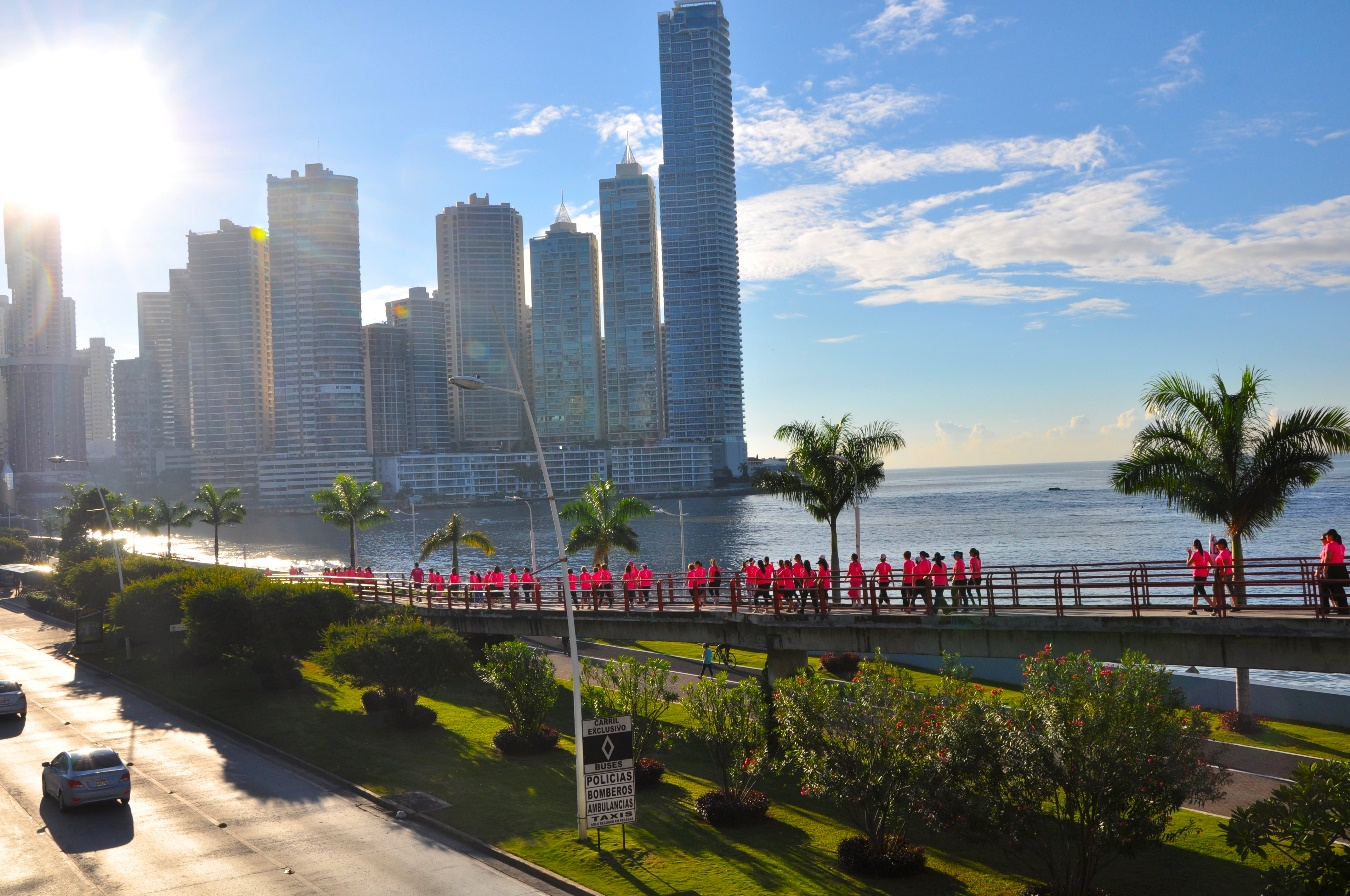 CARRIL
EXCLUSIVO
BUSES
POLICIAS
BOMBEROS
AMBULANCIAS
TAXIS